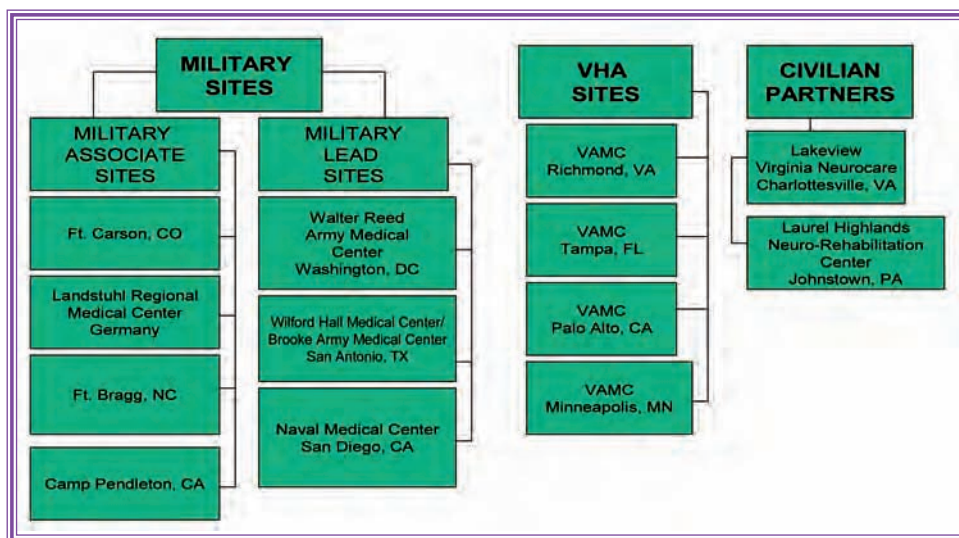 MILITARY
SITES
MILITARY
ASSOCIATE
SITES
Ft. Carson, CO
Landstuhl Regional
Medical Center
Germany
Ft. Bragg, NC
Camp Pendleton, CA
MILITARY
LEAD
SITES
Walter Reed
Army Medical
Center
Washington, DC
Wilford Hall Medical Center/
Brooke Army Medical Center
San Antonio, TX
Naval Medical Center
San Diego, CA
VHA
SITES
VAMC
Richmond, VA
VAMC
Tampa, FL
VAMC
Palo Alto, CA
VAMC
Minneapolis, MN
CIVILIAN
PARTNERS
Lakeview
Virginia Neurocare
Charlottesville, VA
Laurel Highlands
Neuro-Rehabilitation
Center
Johnstown, PA